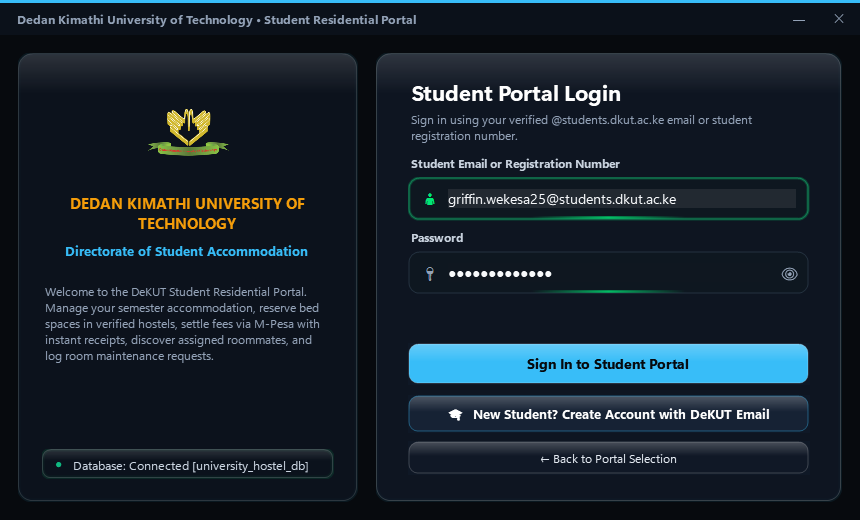 Dedan Kimathi University of Technology • Student Residential Portal
DEDAN KIMATHI UNIVERSITY OF
TECHNOLOGY
Directorate of Student Accommodation
Welcome to the DeKUT Student Residential Portal.
Manage your semester accommodation, reserve bed
spaces in verified hostels, settle fees via M-Pesa with
instant receipts, discover assigned roommates, and
log room maintenance requests.
Database: Connected [university_hostel_db]
Student Portal Login
Sign in using your verified @students.dkut.ac.ke email or student
registration number.
Student Email or Registration Number
griffin.wekesa25@students.dkut.ac.ke
Password
•••••••••••••
Sign In to Student Portal
New Student? Create Account with DeKUT Email
← Back to Portal Selection